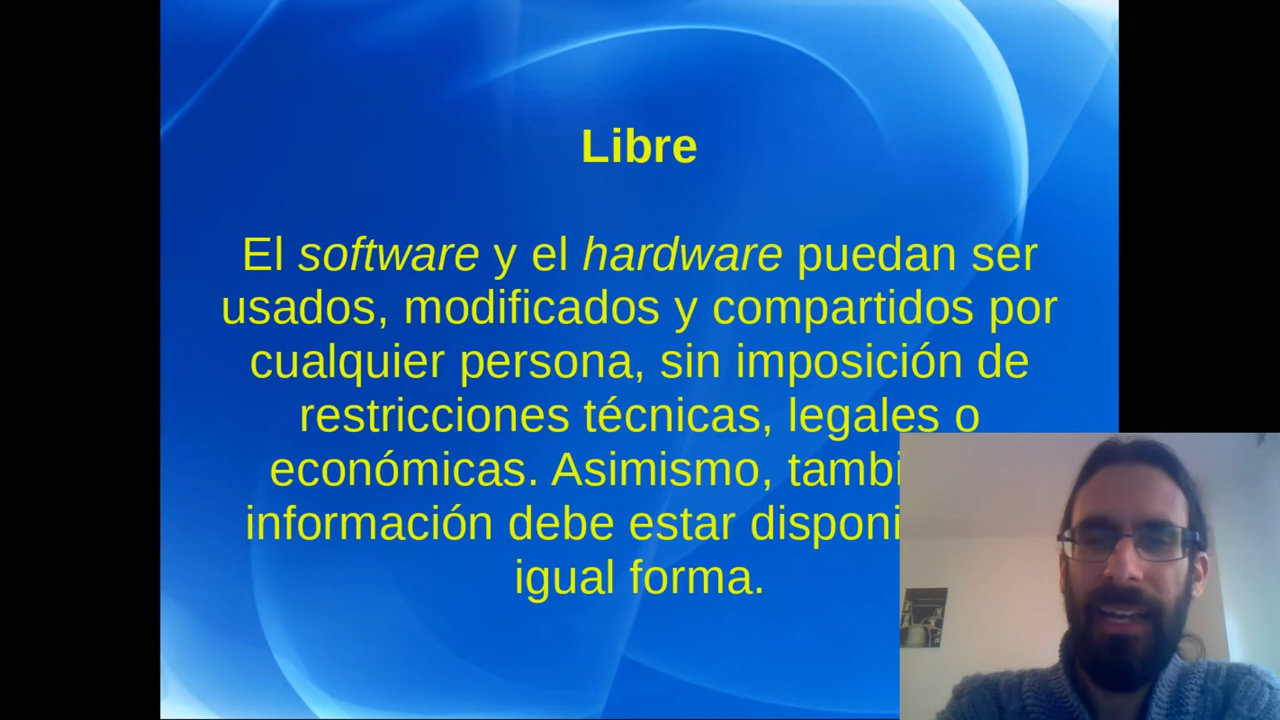 Libre
El software y el hardware puedan ser
usados, modificados y compartidos por
cualquier persona, sin imposición de
restricciones técnicas, legales o
económicas. Asimismo,
información debe estar
igual forma.